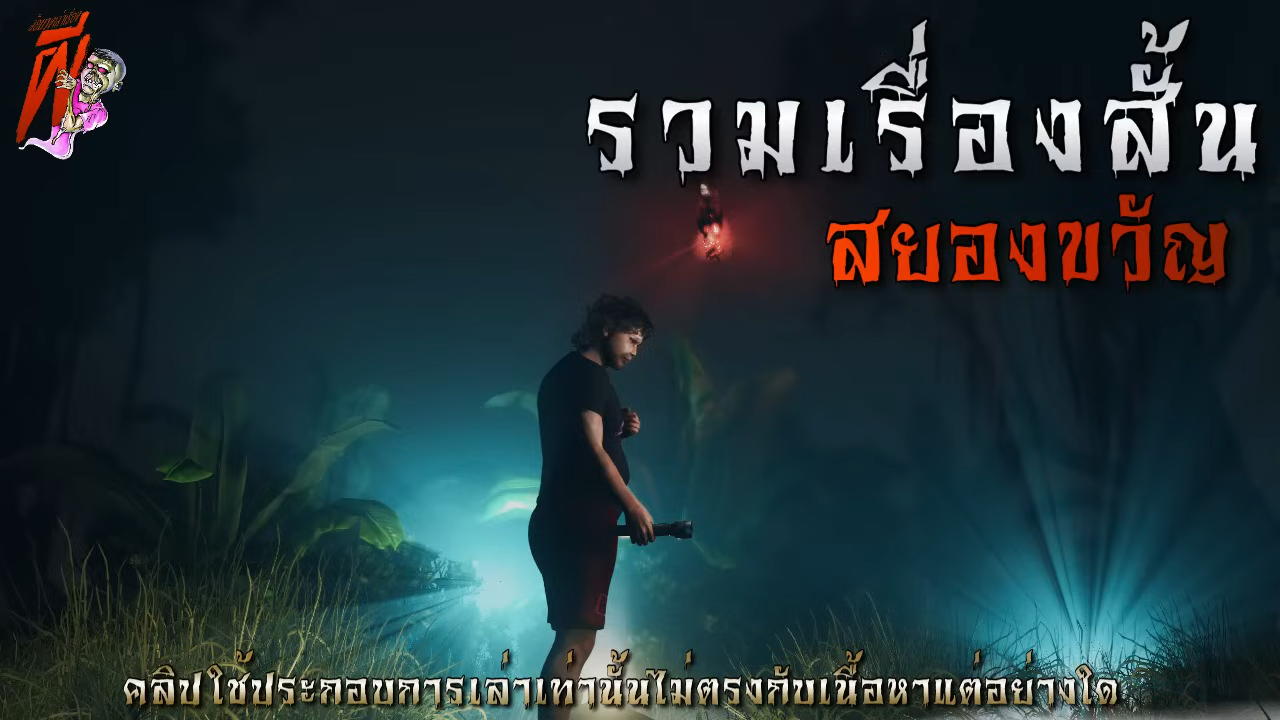 ผี
รวมเรื่องสั้น
สยองขวัญ
คลิปใช้ประกอบการเล่าเท่านั้นไม่ตรงกับเนื้อหาแต่อย่างใด